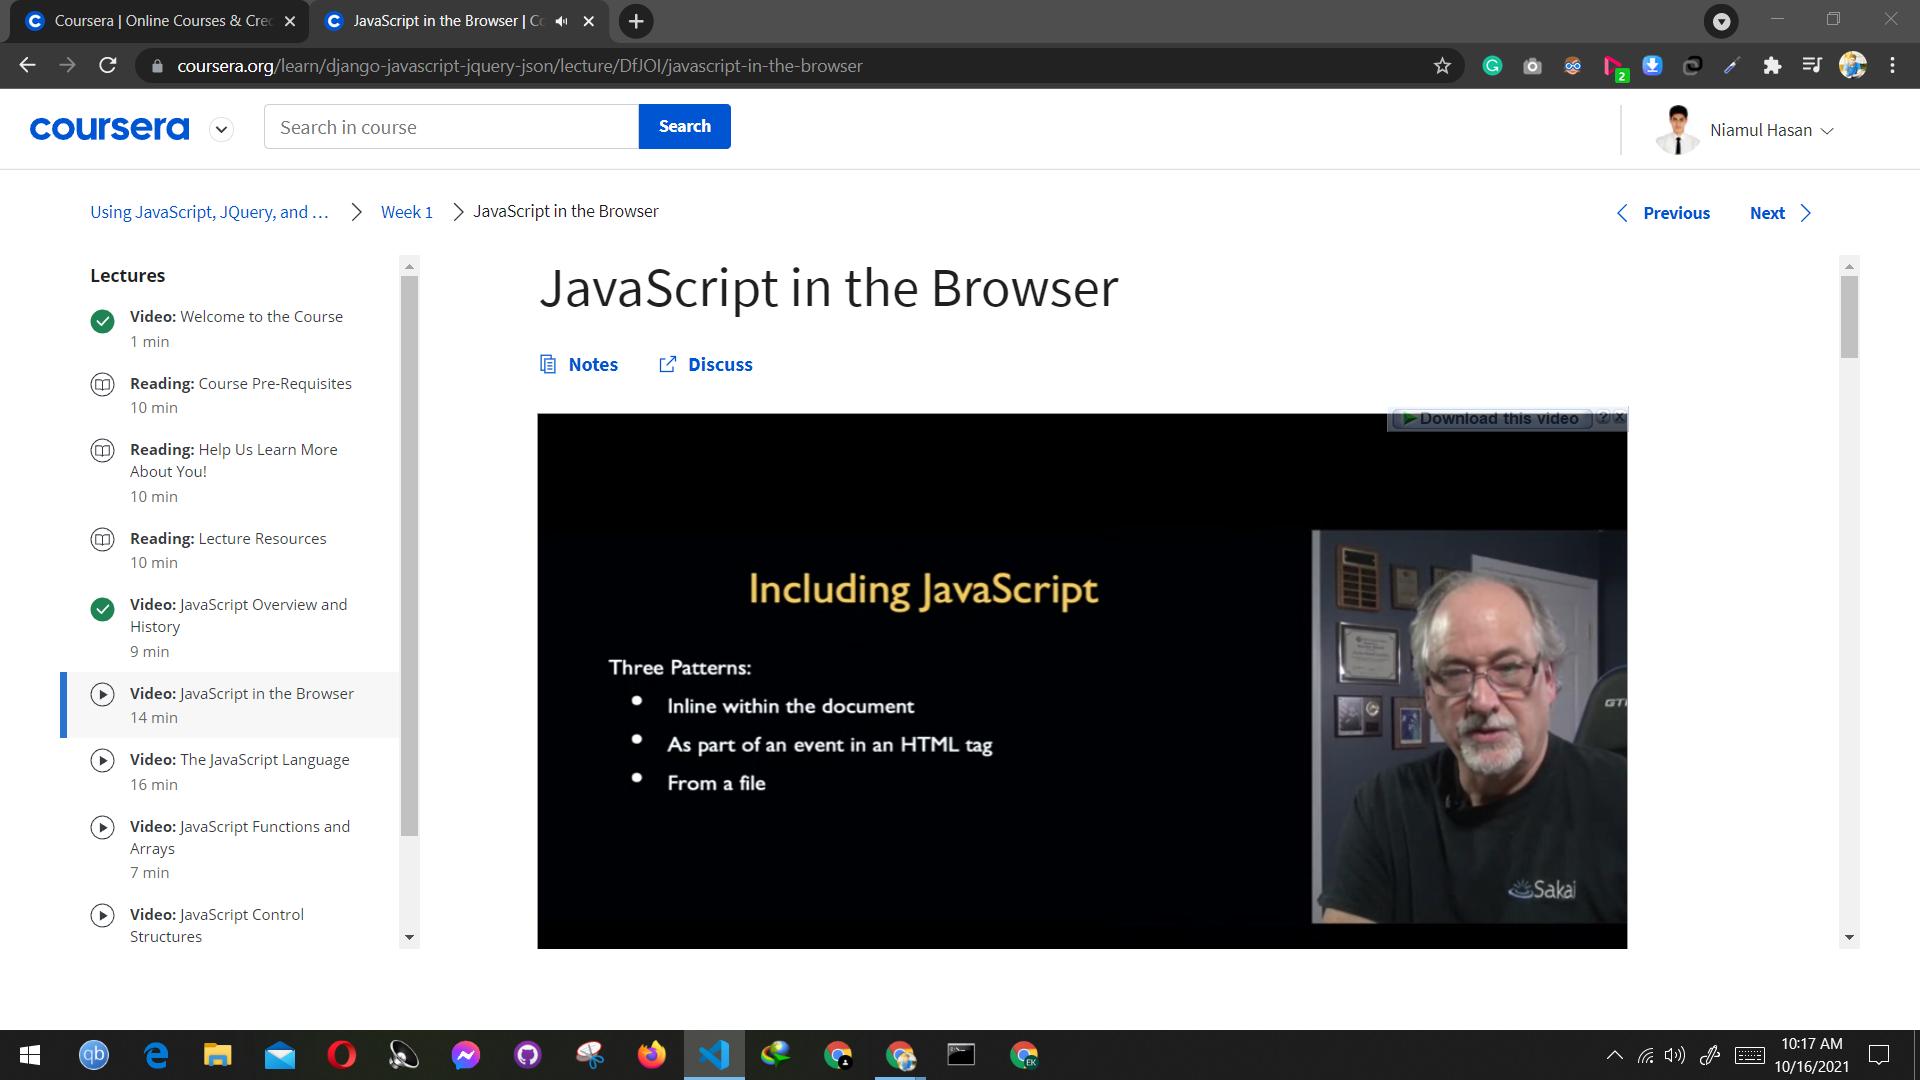 Coursera | Online Courses & Cred
JavaScript in the Browser | Co
coursera.org/learn/django-javascript-jquery-json/lecture/DfJOl/javascript-in-the-browser
2
coursera
Search in course
Search
Niamul Hasan
Using JavaScript, JQuery, and ...
Week 1
JavaScript in the Browser
Previous
Next
Lectures
Video: Welcome to the Course
1 min
Reading: Course Pre-Requisites
10 min
Reading: Help Us Learn More
About You!
10 min
Reading: Lecture Resources
10 min
Video: JavaScript Overview and
History
9 min
Video: JavaScript in the Browser
14 min
Video: The JavaScript Language
16 min
Video: JavaScript Functions and
Arrays
7 min
Video: JavaScript Control
Structures
JavaScript in the Browser
Notes
Discuss
Download this video
Including JavaScript
Three Patterns:
• Inline within the document
• As part of an event in an HTML tag
• From a file
Sakai
qb
EK
10:17 AM
10/16/2021